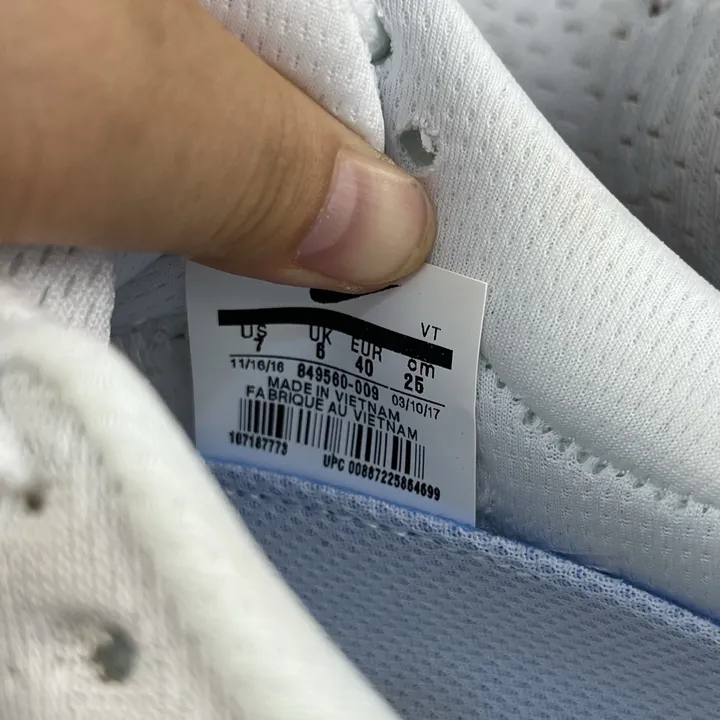 VT
US UK EUR cm
7 6 40 25
11/16/16 849560-009 03/10/17
MADE IN VIETNAM
FABRIQUE AU VIETNAM
107187773
UPC 00887225864699